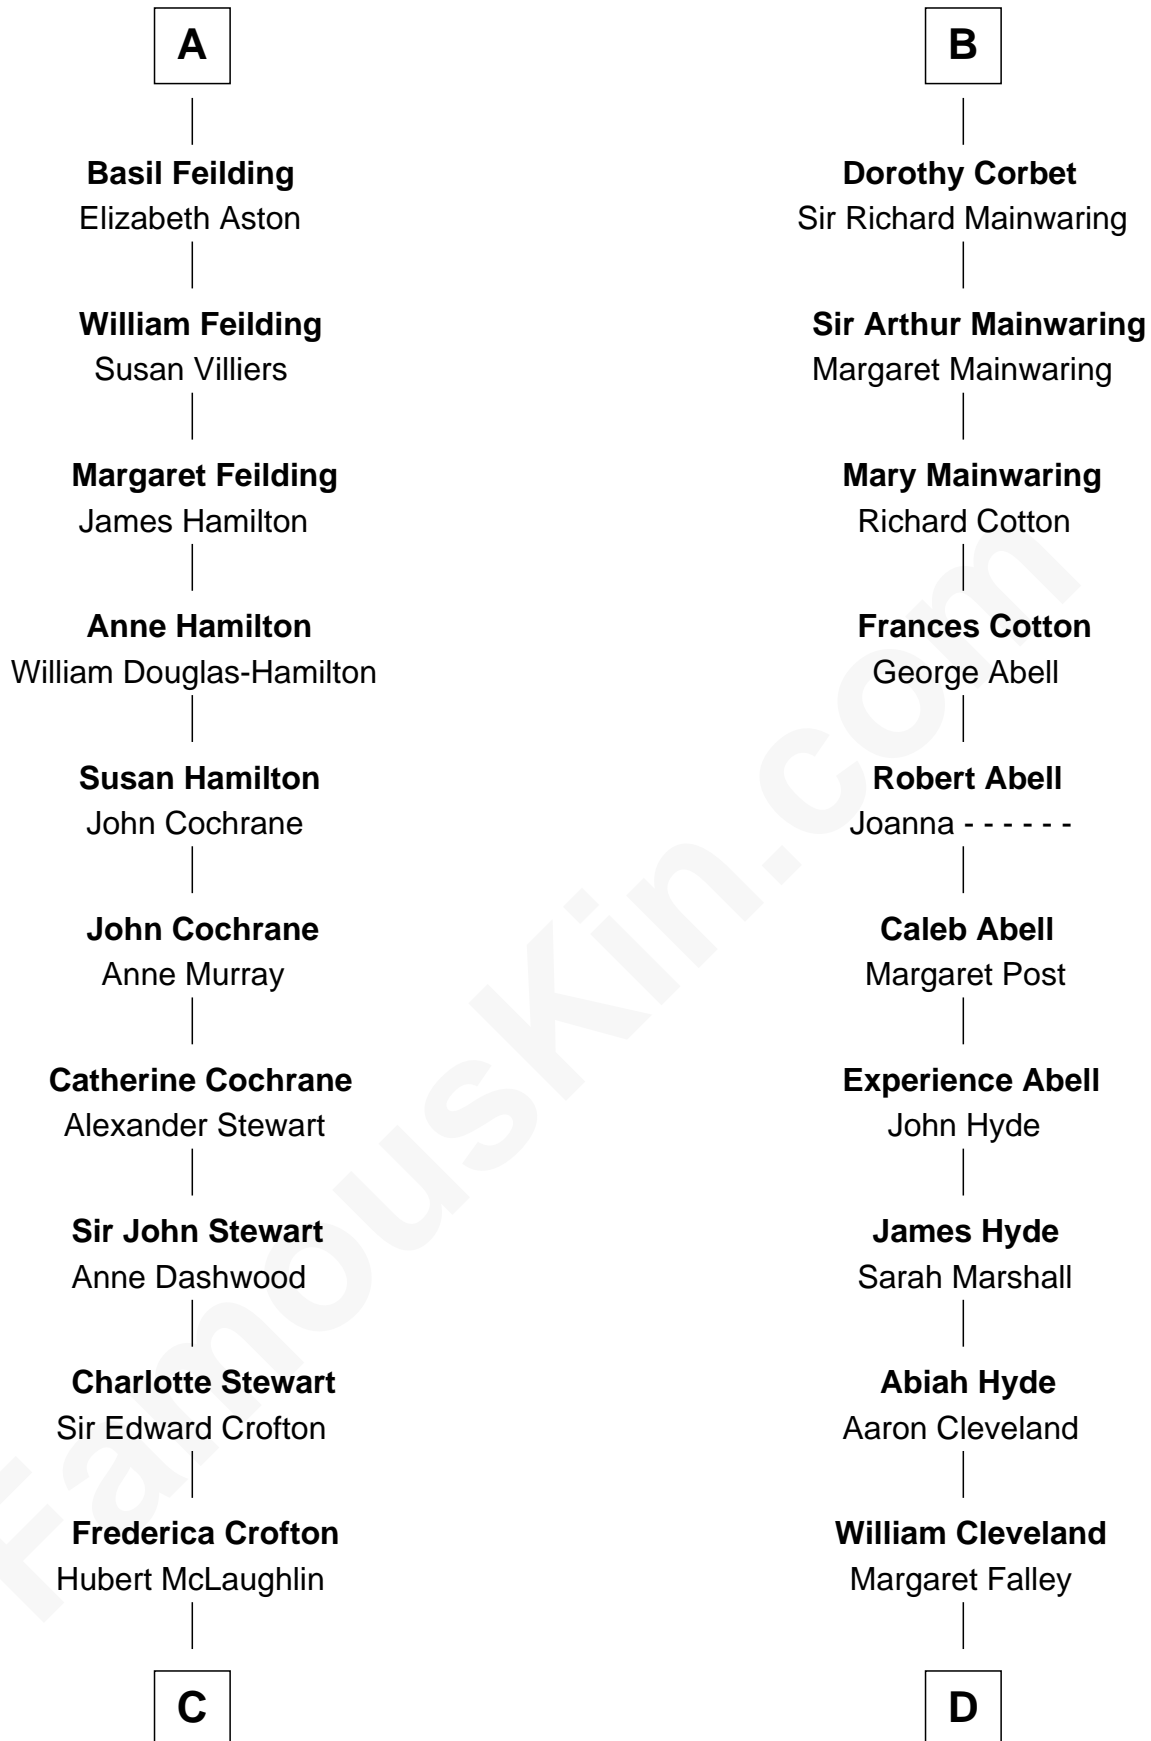 A
Basil Feilding
Elizabeth Aston
William Feilding
Susan Villiers
Margaret Feilding
James Hamilton
Anne Hamilton
William Douglas-Hamilton
Susan Hamilton
John Cochrane
John Cochrane
Anne Murray
Catherine Cochrane
Alexander Stewart
Sir John Stewart
Anne Dashwood
Charlotte Stewart
Sir Edward Crofton
Frederica Crofton
Hubert McLaughlin
C
B
Dorothy Corbet
Sir Richard Mainwaring
Sir Arthur Mainwaring
Margaret Mainwaring
Mary Mainwaring
Richard Cotton
Frances Cotton
George Abell
Robert Abell
Joanna - - - - - -
Caleb Abell
Margaret Post
Experience Abell
John Hyde
James Hyde
Sarah Marshall
Abiah Hyde
Aaron Cleveland
William Cleveland
Margaret Falley
D
FamousKin.com